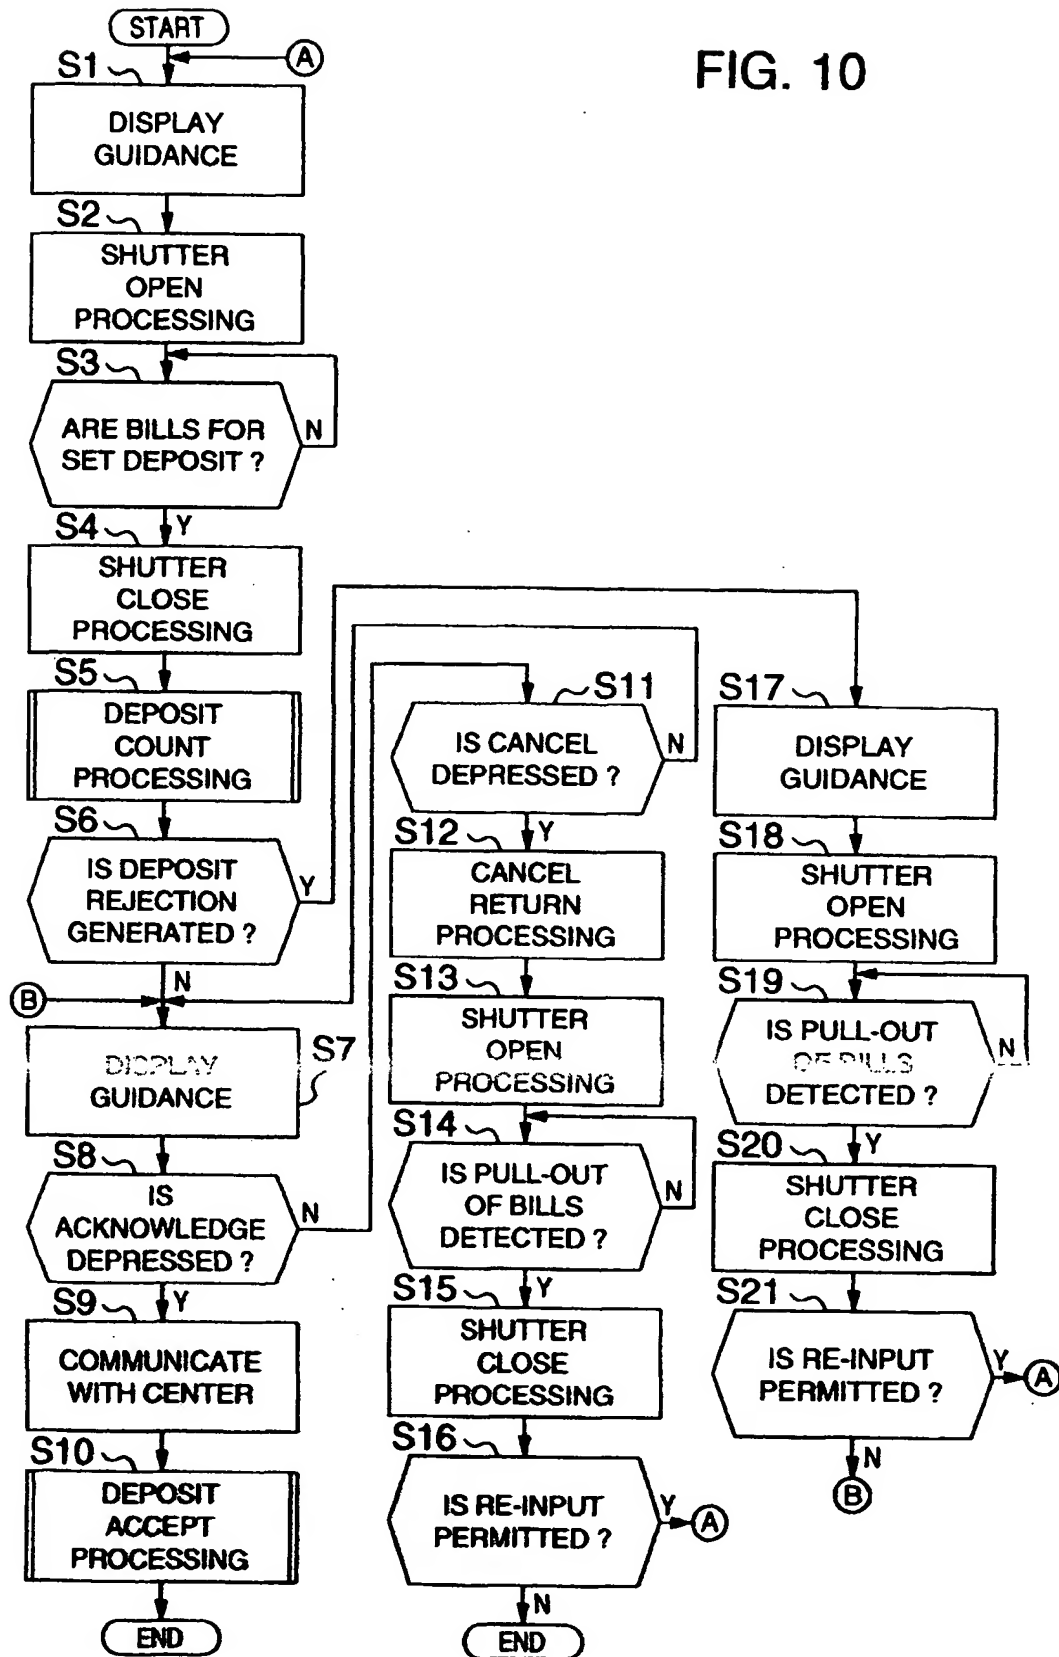 FIG. 10
START
A
S1
DISPLAY
GUIDANCE
S2
SHUTTER
OPEN
PROCESSING
S3
ARE BILLS FOR
SET DEPOSIT ?
N
Y
S4
SHUTTER
CLOSE
PROCESSING
S5
DEPOSIT
COUNT
PROCESSING
S6
IS DEPOSIT
REJECTION
GENERATED ?
Y
N
B
DISPLAY
GUIDANCE
S7
S8
IS
ACKNOWLEDGE
DEPRESSED ?
N
Y
S9
COMMUNICATE
WITH CENTER
S10
DEPOSIT
ACCEPT
PROCESSING
END
S11
IS CANCEL
DEPRESSED ?
N
Y
S12
CANCEL
RETURN
PROCESSING
S13
SHUTTER
OPEN
PROCESSING
S14
IS PULL-OUT
OF BILLS
DETECTED ?
N
Y
S15
SHUTTER
CLOSE
PROCESSING
S16
IS RE-INPUT
PERMITTED ?
Y
A
N
END
S17
DISPLAY
GUIDANCE
S18
SHUTTER
OPEN
PROCESSING
S19
IS PULL-OUT
OF BILLS
DETECTED ?
N
Y
S20
SHUTTER
CLOSE
PROCESSING
S21
IS RE-INPUT
PERMITTED ?
Y
A
N
B